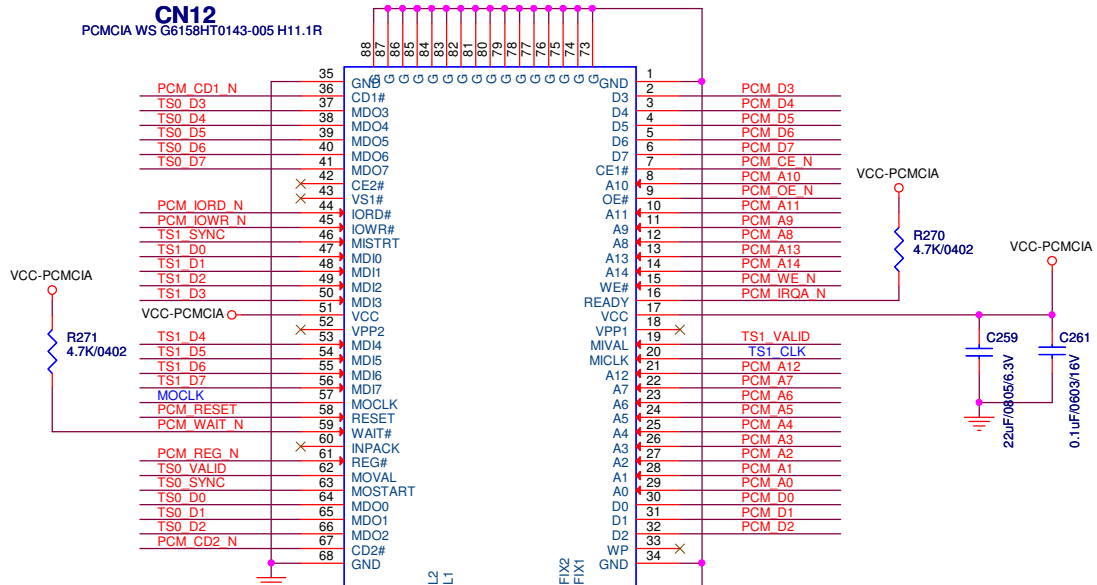 CN12
PCMCIA WS G6158HT0143-005 H11.1R
88 87 86 85 84 83 82 81 80 79 78 77 76 75 74 73
G G G G G G G G G G G G G G G G
35 GND GND 1
PCM_CD1_N 36 CD1# D3 2 PCM_D3
TS0_D3 37 MDO3 D4 3 PCM_D4
TS0_D4 38 MDO4 D5 4 PCM_D5
TS0_D5 39 MDO5 D6 5 PCM_D6
TS0_D6 40 MDO6 D7 6 PCM_D7
TS0_D7 41 MDO7 CE1# 7 PCM_CE_N
42 CE2# A10 8 PCM_A10
43 VS1# OE# 9 PCM_OE_N
PCM_IORD_N 44 IORD# A11 10 PCM_A11
PCM_IOWR_N 45 IOWR# A9 11 PCM_A9
TS1_SYNC 46 MISTRT A8 12 PCM_A8
TS1_D0 47 MDI0 A13 13 PCM_A13
TS1_D1 48 MDI1 A14 14 PCM_A14
TS1_D2 49 MDI2 WE# 15 PCM_WE_N
TS1_D3 50 MDI3 READY 16 PCM_IRQA_N
VCC-PCMCIA 51 VCC VCC 17
52 VPP2 VPP1 18
TS1_D4 53 MDI4 MIVAL 19 TS1_VALID
TS1_D5 54 MDI5 MICLK 20 TS1_CLK
TS1_D6 55 MDI6 A12 21 PCM_A12
TS1_D7 56 MDI7 A7 22 PCM_A7
MOCLK 57 MOCLK A6 23 PCM_A6
PCM_RESET 58 RESET A5 24 PCM_A5
PCM_WAIT_N 59 WAIT# A4 25 PCM_A4
60 INPACK A3 26 PCM_A3
PCM_REG_N 61 REG# A2 27 PCM_A2
TS0_VALID 62 MOVAL A1 28 PCM_A1
TS0_SYNC 63 MOSTART A0 29 PCM_A0
TS0_D0 64 MDO0 D0 30 PCM_D0
TS0_D1 65 MDO1 D1 31 PCM_D1
TS0_D2 66 MDO2 D2 32 PCM_D2
PCM_CD2_N 67 CD2# WP 33
68 GND GND 34
L2
L1
FIX2
FIX1
VCC-PCMCIA
R271
4.7K/0402
VCC-PCMCIA
R270
4.7K/0402
VCC-PCMCIA
C259
22uF/0805/6.3V
C261
0.1uF/0603/16V